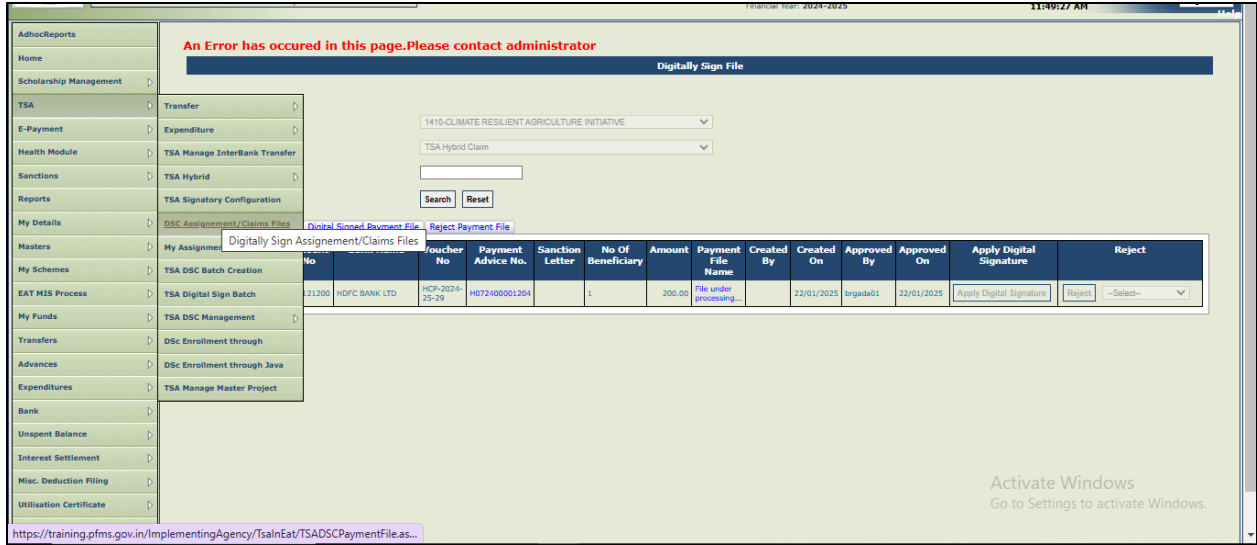 Financial Year: 2024-2025
11:49:27 AM
Help
AdhocReports
Home
Scholarship Management
TSA
E-Payment
Health Module
Sanctions
Reports
My Details
Masters
My Schemes
EAT MIS Process
My Funds
Transfers
Advances
Expenditures
Bank
Unspent Balance
Interest Settlement
Misc. Deduction Filing
Utilisation Certificate
An Error has occured in this page.Please contact administrator
Digitally Sign File
Transfer
Expenditure
TSA Manage InterBank Transfer
TSA Hybrid
TSA Signatory Configuration
DSC Assignement/Claims Files
Digitally Sign Assignement/Claims Files
My Assignme
TSA DSC Batch Creation
TSA Digital Sign Batch
TSA DSC Management
DSc Enrollment through
DSc Enrollment through Java
TSA Manage Master Project
1410-CLIMATE RESILIENT AGRICULTURE INITIATIVE
TSA Hybrid Claim
Search Reset
Digital Signed Payment File Reject Payment File
No
Voucher No
Payment Advice No.
Sanction Letter
No Of Beneficiary
Amount
Payment File Name
Created By
Created On
Approved By
Approved On
Apply Digital Signature
Reject
121200 HDFC BANK LTD HCP-2024-25-29 H072400001204 1 200.00 File under processing... 22/01/2025 brgada01 22/01/2025 Apply Digital Signature Reject --Select--
Activate Windows
Go to Settings to activate Windows.
https://training.pfms.gov.in/ImplementingAgency/TsaInEat/TSADSCPaymentFile.as...